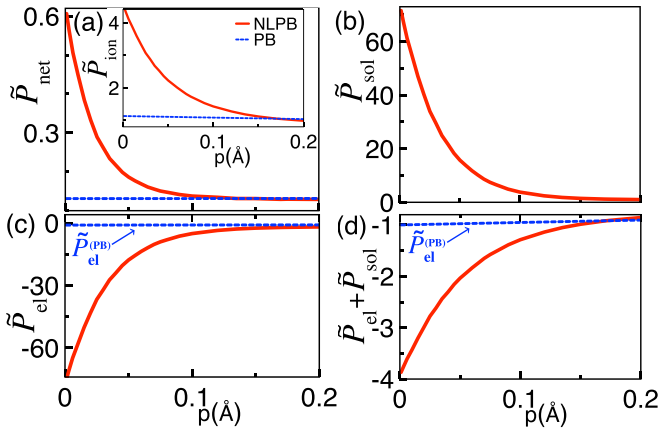 (a)
0.6
0.3
P̃net
4
2
P̃ion
NLPB
PB
0 0.1 0.2
p(Å)
(b)
60
40
20
0
P̃sol
(c)
0
-30
-60
P̃el
P̃el(PB)
0 0.1 0.2
p(Å)
(d)
-1
-2
-3
-4
P̃el+P̃sol
P̃el(PB)
0 0.1 0.2
p(Å)